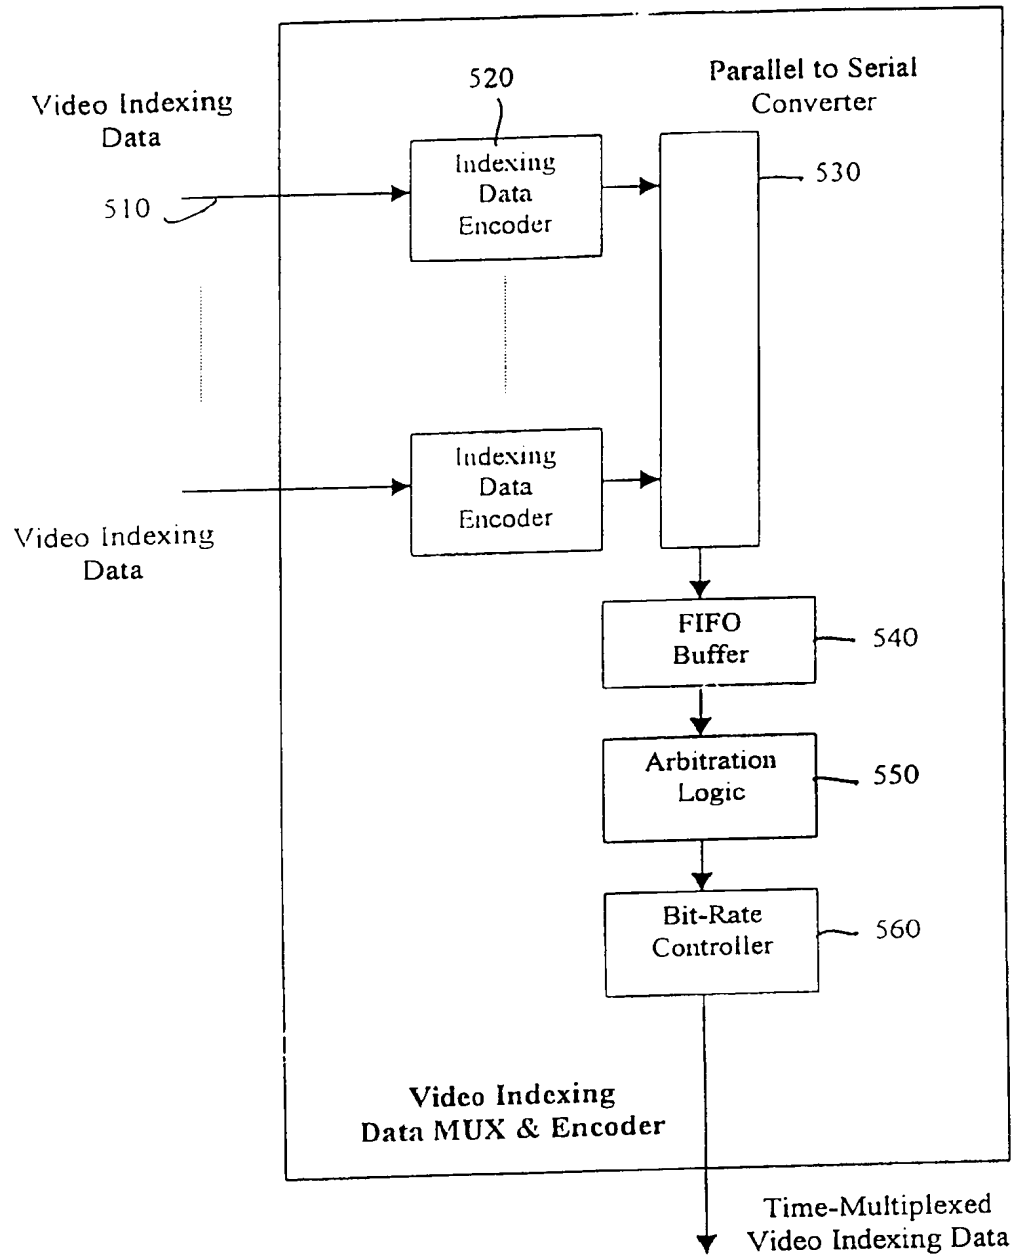 520
Parallel to Serial
Converter
Video Indexing
Data
Indexing
Data
Encoder
530
510
Indexing
Data
Encoder
Video Indexing
Data
FIFO
Buffer
540
Arbitration
Logic
550
Bit-Rate
Controller
560
Video Indexing
Data MUX & Encoder
Time-Multiplexed
Video Indexing Data